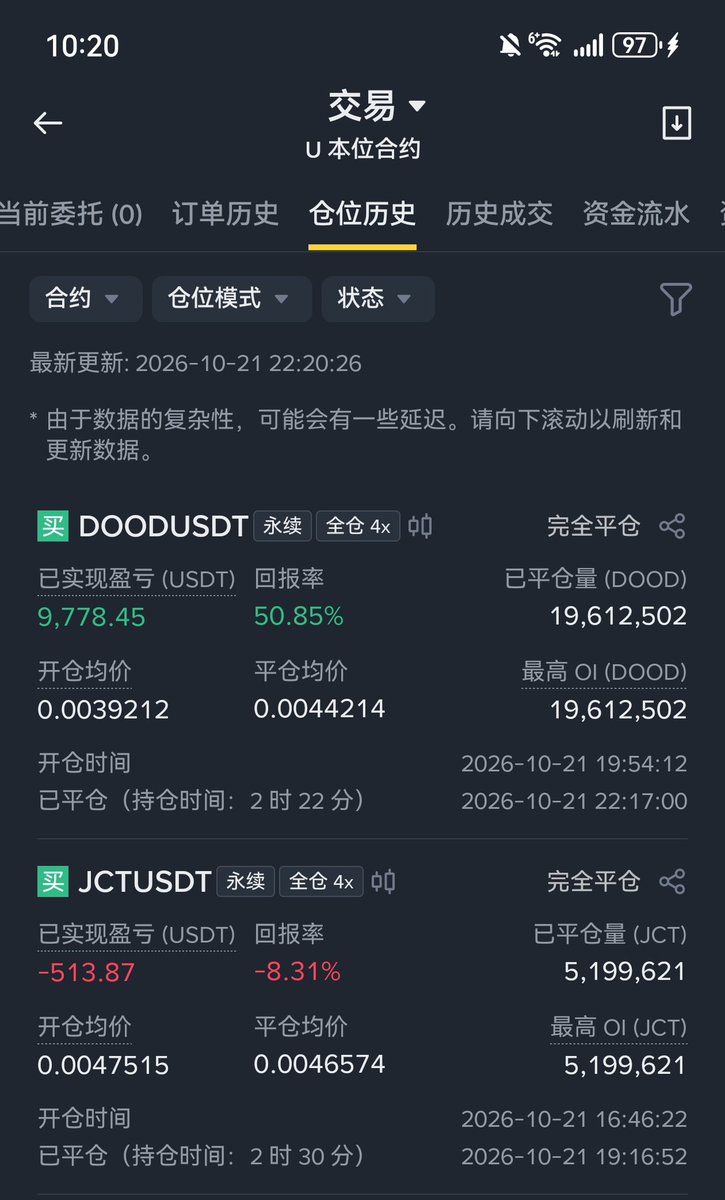 10:20
6+
97
交易
U 本位合约
当前委托 (0) 订单历史 仓位历史 历史成交 资金流水
合约 仓位模式 状态
最新更新: 2026-10-21 22:20:26
* 由于数据的复杂性，可能会有一些延迟。请向下滚动以刷新和
更新数据。
买 DOODUSDT 永续 全仓 4x 完全平仓
已实现盈亏 (USDT) 回报率 已平仓量 (DOOD)
9,778.45 50.85% 19,612,502
开仓均价 平仓均价 最高 OI (DOOD)
0.0039212 0.0044214 19,612,502
开仓时间 2026-10-21 19:54:12
已平仓（持仓时间： 2 时 22 分） 2026-10-21 22:17:00
买 JCTUSDT 永续 全仓 4x 完全平仓
已实现盈亏 (USDT) 回报率 已平仓量 (JCT)
-513.87 -8.31% 5,199,621
开仓均价 平仓均价 最高 OI (JCT)
0.0047515 0.0046574 5,199,621
开仓时间 2026-10-21 16:46:22
已平仓（持仓时间： 2 时 30 分） 2026-10-21 19:16:52